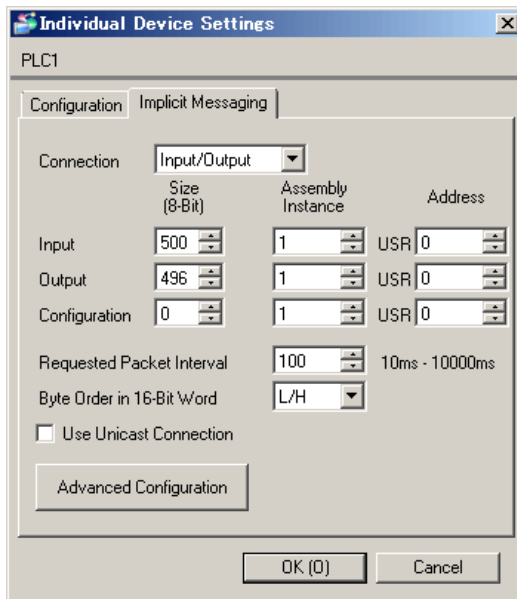 Individual Device Settings
PLC1
Configuration Implicit Messaging
Connection Input/Output
Size (8-Bit) Assembly Instance Address
Input 500 1 USR 0
Output 496 1 USR 0
Configuration 0 1 USR 0
Requested Packet Interval 100 10ms - 10000ms
Byte Order in 16-Bit Word L/H
Use Unicast Connection
Advanced Configuration
OK (O) Cancel